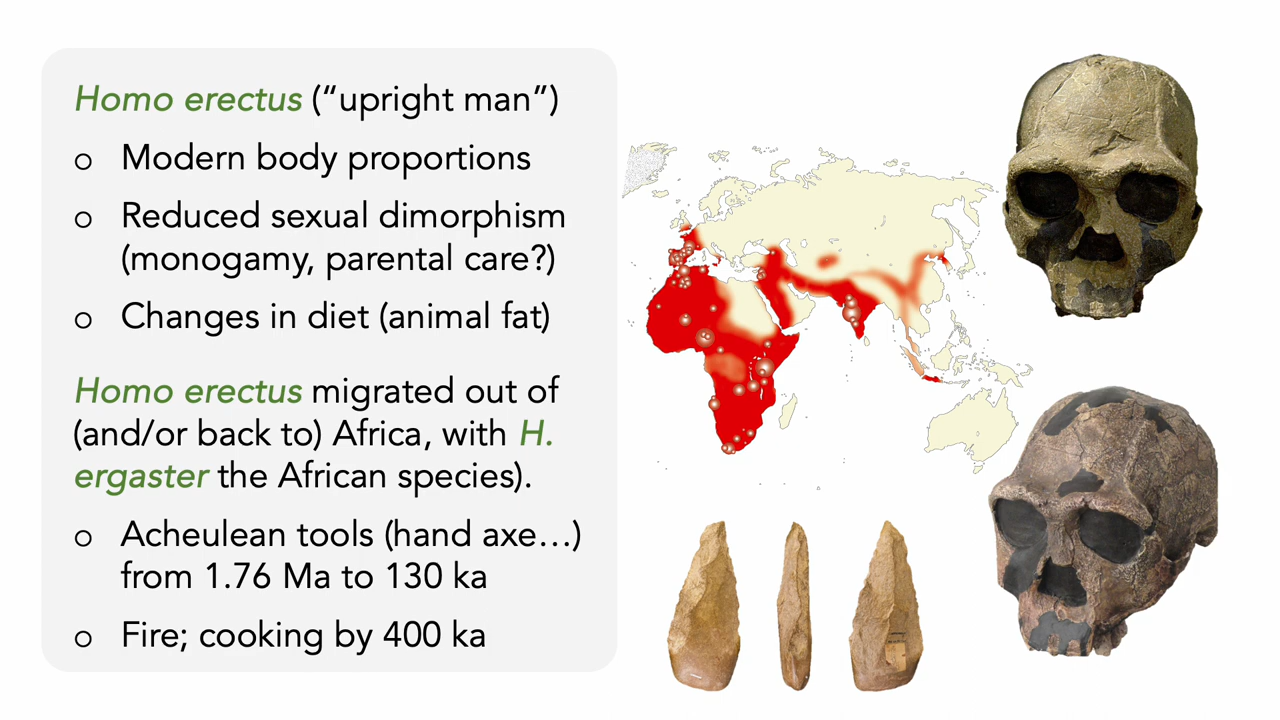 Homo erectus (“upright man”)
o Modern body proportions
o Reduced sexual dimorphism
(monogamy, parental care?)
o Changes in diet (animal fat)
Homo erectus migrated out of
(and/or back to) Africa, with H.
ergaster the African species).
o Acheulean tools (hand axe…)
from 1.76 Ma to 130 ka
o Fire; cooking by 400 ka